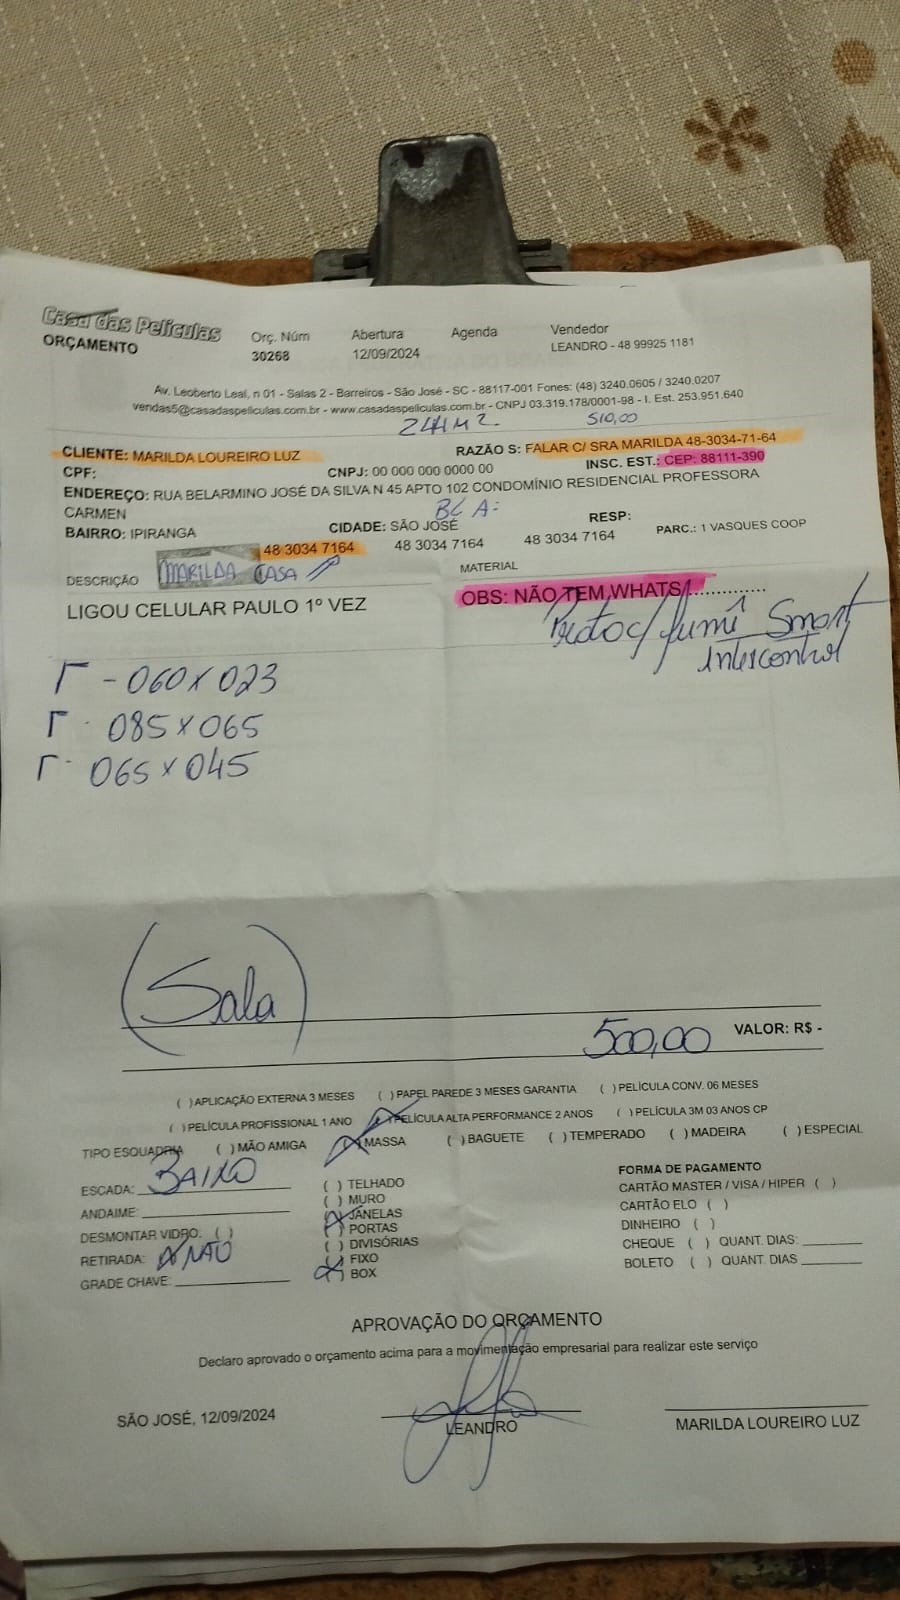 Casa das Películas
ORÇAMENTO
Orç. Núm
30268
Abertura
12/09/2024
Agenda
Vendedor
LEANDRO - 48 99925 1181
Av. Leoberto Leal, n 01 - Salas 2 - Barreiros - São José - SC - 88117-001 Fones: (48) 3240.0605 / 3240.0207
vendas5@casadaspeliculas.com.br - www.casadaspeliculas.com.br - CNPJ 03.319.178/0001-98 - I. Est. 253.951.640
510,00
CLIENTE: MARILDA LOUREIRO LUZ
RAZÃO S: FALAR C/ SRA MARILDA 48-3034-71-64
CPF:
CNPJ: 00 000 000 0000 00
INSC. EST.: CEP: 88111-390
ENDEREÇO: RUA BELARMINO JOSÉ DA SILVA N 45 APTO 102 CONDOMÍNIO RESIDENCIAL PROFESSORA
CARMEN
BL A:
BAIRRO: IPIRANGA
CIDADE: SÃO JOSÉ
RESP:
PARC.: 1 VASQUES COOP
48 3034 7164
48 3034 7164
48 3034 7164
DESCRIÇÃO
MARILDA CASA
MATERIAL
LIGOU CELULAR PAULO 1º VEZ
OBS: NÃO TEM WHATS!..............
Preto c/ fumê Smart
Intercontrol
- 060 x 023
085 x 065
065 x 045
(Sala)
500,00 VALOR: R$ -
( ) APLICAÇÃO EXTERNA 3 MESES ( ) PAPEL PAREDE 3 MESES GARANTIA ( ) PELÍCULA CONV. 06 MESES
( ) PELÍCULA PROFISSIONAL 1 ANO (X) PELÍCULA ALTA PERFORMANCE 2 ANOS ( ) PELÍCULA 3M 03 ANOS CP
TIPO ESQUADRIA ( ) MÃO AMIGA (X) MASSA ( ) BAGUETE ( ) TEMPERADO ( ) MADEIRA ( ) ESPECIAL
ESCADA: BAIXO
ANDAIME:
DESMONTAR VIDRO: ( )
RETIRADA: (X) NÃO
GRADE CHAVE:
( ) TELHADO
( ) MURO
(X) JANELAS
( ) PORTAS
( ) DIVISÓRIAS
( ) FIXO
(X) BOX
FORMA DE PAGAMENTO
CARTÃO MASTER / VISA / HIPER ( )
CARTÃO ELO ( )
DINHEIRO ( )
CHEQUE ( ) QUANT. DIAS:
BOLETO ( ) QUANT. DIAS
APROVAÇÃO DO ORÇAMENTO
Declaro aprovado o orçamento acima para a movimentação empresarial para realizar este serviço
SÃO JOSÉ, 12/09/2024
LEANDRO
MARILDA LOUREIRO LUZ